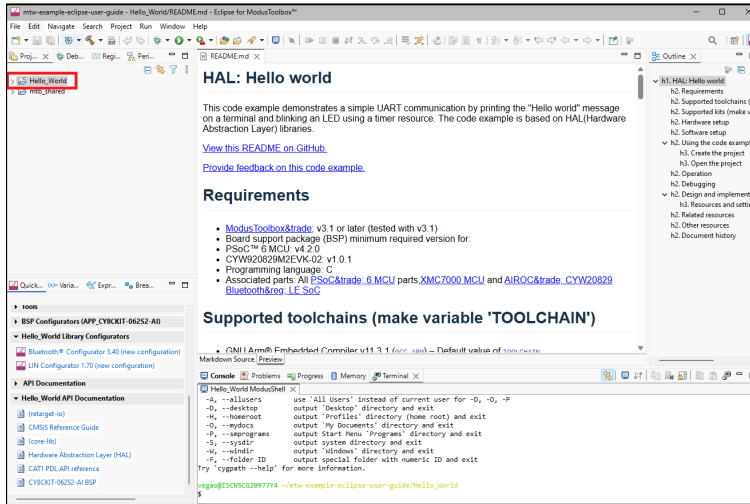 mtw-example-eclipse-user-guide - Hello_World/README.md - Eclipse for ModusToolbox™
File Edit Navigate Search Project Run Window Help
Proj... Deb... Regi... Peri...
Hello_World
mtb_shared
README.md
HAL: Hello world
This code example demonstrates a simple UART communication by printing the "Hello world" message
on a terminal and blinking an LED using a timer resource. The code example is based on HAL(Hardware
Abstraction Layer) libraries.
View this README on GitHub.
Provide feedback on this code example.
Requirements
• ModusToolbox&trade; v3.1 or later (tested with v3.1)
• Board support package (BSP) minimum required version for:
• PSoC™ 6 MCU: v4.2.0
• CYW920829M2EVK-02: v1.0.1
• Programming language: C
• Associated parts: All PSoC&trade; 6 MCU parts,XMC7000 MCU and AIROC&trade; CYW20829
Bluetooth&reg; LE SoC
Supported toolchains (make variable 'TOOLCHAIN')
• GNU Arm® Embedded Compiler v11.3.1 (GCC_ARM) – Default value of TOOLCHAIN
Markdown Source Preview
Outline
h1. HAL: Hello world
h2. Requirements
h2. Supported toolchains (
h2. Supported kits (make v
h2. Hardware setup
h2. Software setup
h2. Using the code exampl
h3. Create the project
h3. Open the project
h2. Operation
h2. Debugging
h2. Design and implement
h3. Resources and setti
h2. Related resources
h2. Other resources
h2. Document history
Quick... Varia... Expr... Brea...
Tools
BSP Configurators (APP_CY8CKIT-062S2-AI)
Hello_World Library Configurators
Bluetooth® Configurator 3.40 (new configuration)
LIN Configurator 1.70 (new configuration)
API Documentation
Hello_World API Documentation
(retarget-io)
CMSIS Reference Guide
(core-lib)
Hardware Abstraction Layer (HAL)
CAT1 PDL API reference
CY8CKIT-062S2-AI BSP
Console Problems Progress Memory Terminal
Hello_World ModusShell
-A, --allusers use `All Users' instead of current user for -D, -O, -P
-D, --desktop output `Desktop' directory and exit
-H, --homeroot output `Profiles' directory (home root) and exit
-O, --mydocs output `My Documents' directory and exit
-P, --smprograms output Start Menu `Programs' directory and exit
-S, --sysdir output system directory and exit
-W, --windir output `Windows' directory and exit
-F, --folder ID output special folder with numeric ID and exit
Try `cygpath --help' for more information.
vegao@ISCN5CG20977Y4 ~/mtw-example-eclipse-user-guide/Hello_World
$